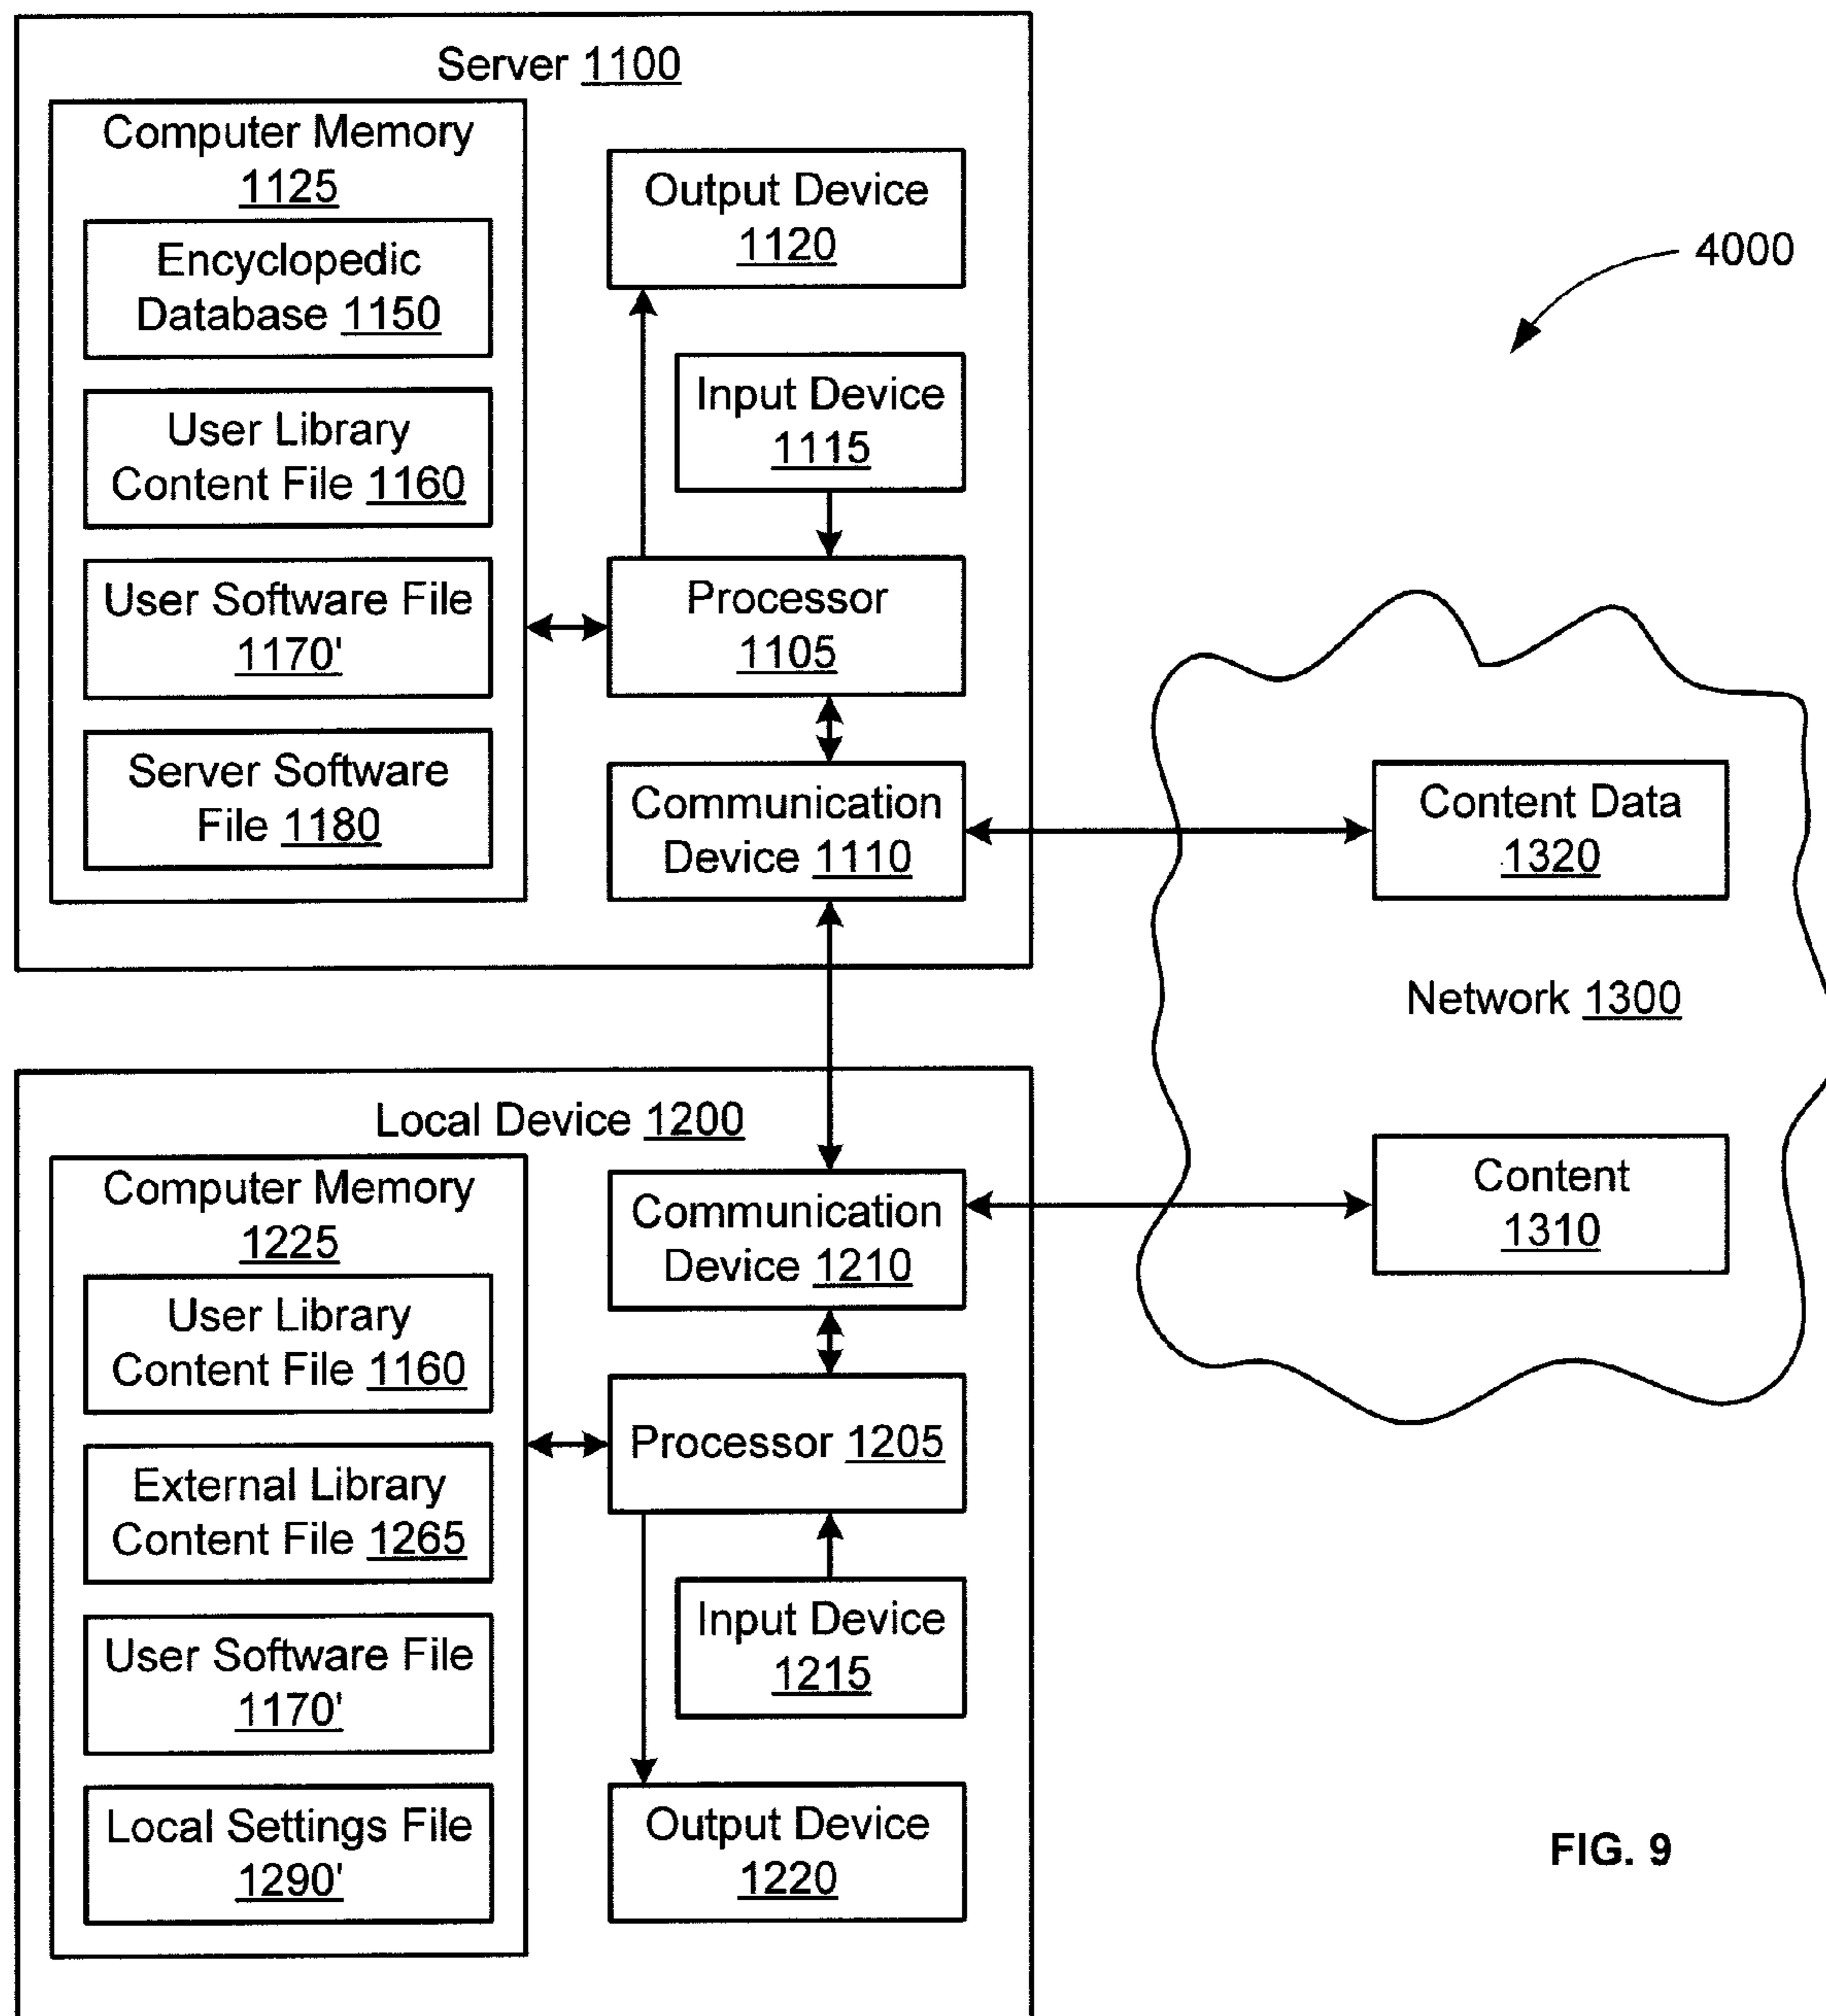 Server 1100
Computer Memory
1125
Encyclopedic
Database 1150
User Library
Content File 1160
User Software File
1170'
Server Software
File 1180
Output Device
1120
Input Device
1115
Processor
1105
Communication
Device 1110
4000
Content Data
1320
Network 1300
Content
1310
Local Device 1200
Computer Memory
1225
User Library
Content File 1160
External Library
Content File 1265
User Software File
1170'
Local Settings File
1290'
Communication
Device 1210
Processor 1205
Input Device
1215
Output Device
1220
FIG. 9